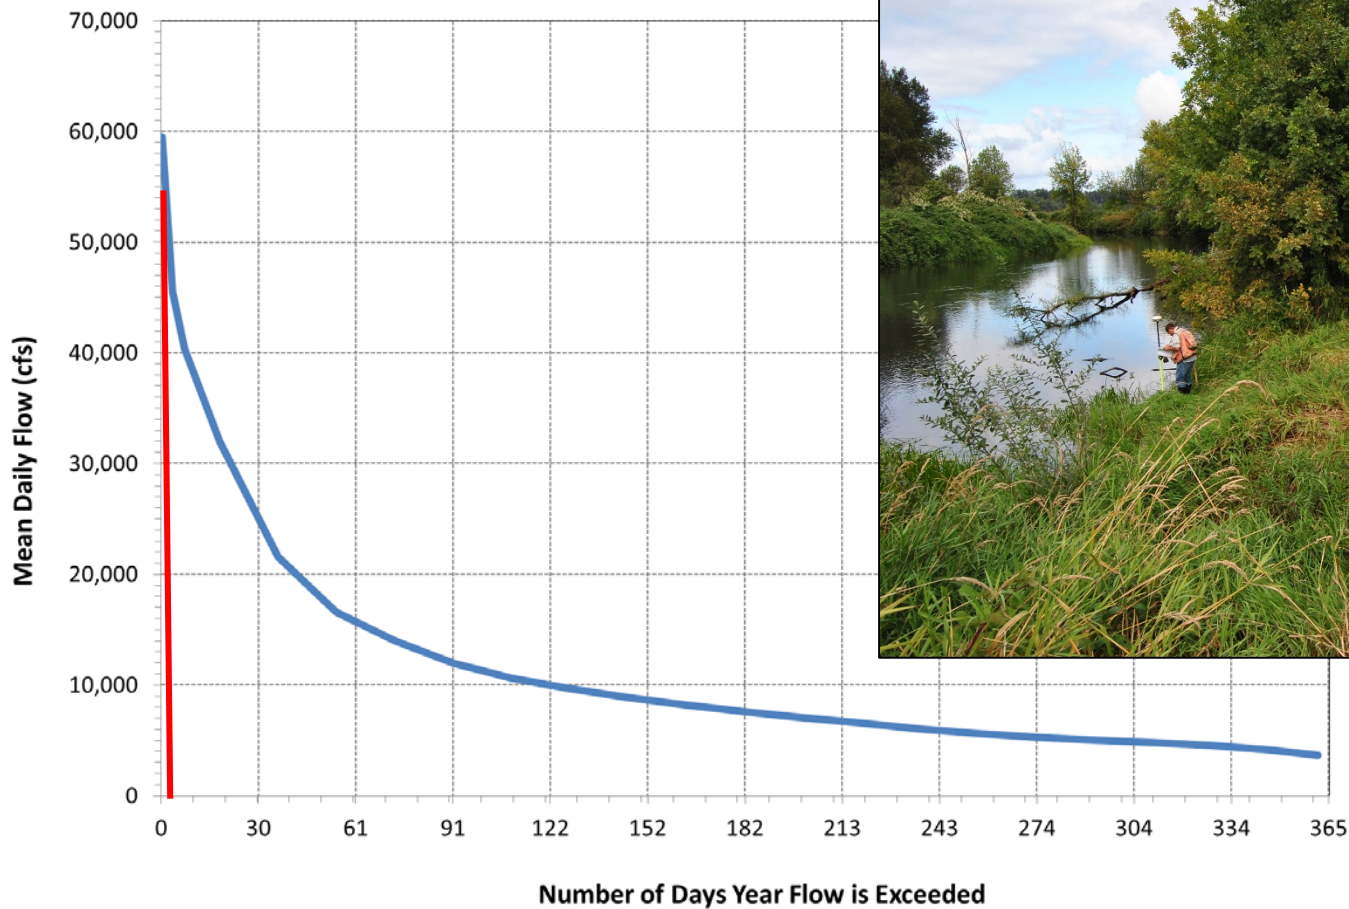 70,000
60,000
50,000
40,000
30,000
20,000
10,000
0
Mean Daily Flow (cfs)
0 30 61 91 122 152 182 213 243 274 304 334 365
Number of Days Year Flow is Exceeded